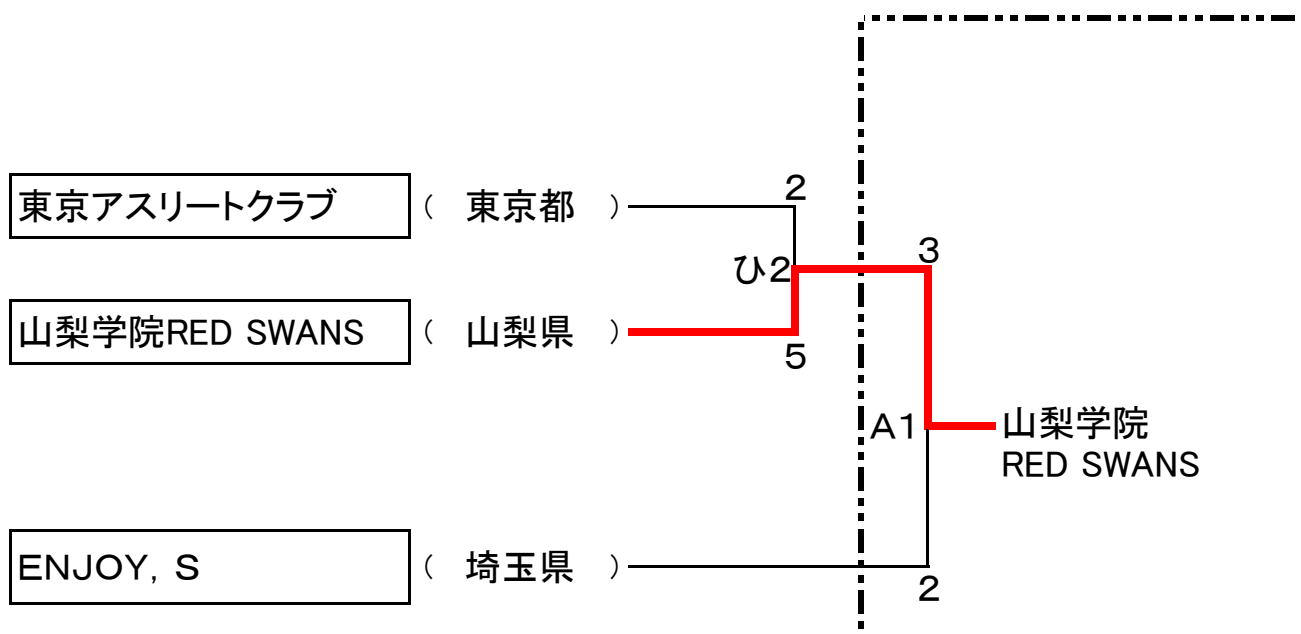 東京アスリートクラブ ( 東京都 ) 2
ひ2 3
山梨学院RED SWANS ( 山梨県 ) 5
A1 山梨学院
RED SWANS
ENJOY, S ( 埼玉県 ) 2